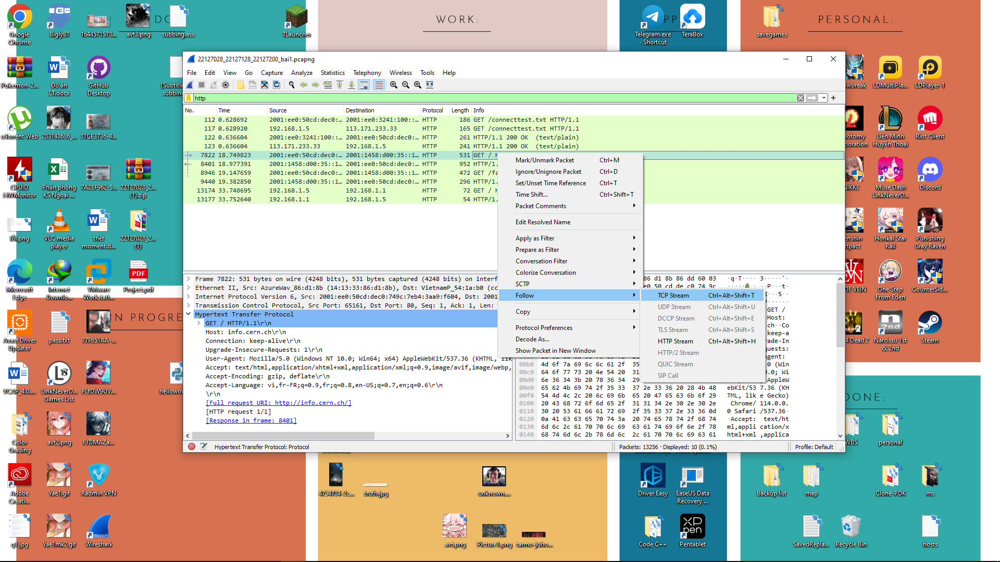 DO
WORK:
PERSONAL:
IN PROGRE
DONE:
Google Chrome
BiglyBT
1644571578...
avt3.png
subbing.ass
TLauncher
Telegram.exe - Shortcut
TeraBox
savegames
Pokemon-2...
Đồ án LT.docx
GitHub Desktop
[Subtitle
subbing
wbreak
LDMultiPla...
LDPlayer-1
uTorrent Web
283148686_...
81CE3736-4...
Liên Minh Huyền Thoại
Riot Client
CPUID HWMonitor
Phân phòng KS Ngoại ...
7A2EF962-5...
22127028_2... (1).zip
NIKKE
Muse Dash LinkNeverD...
Discord
lỗi.png
VLC media player
triết moment.d...
22127028_2... (1)
Honkai Star Rail
Punishing Gray Raven
Microsoft Edge
Internet Downlo...
VMware Workstati...
PDF
Project.pdf
DE VEIN
One Step From Eden
CounterSid...
Avast Driver Updater
pass.txt
77F651AA-...
4 Dead 2
Narcissu 1st & 2nd
Steam
VGAP_4.0....
LinkNeverD... Games List
FLfDW9UV...
hellowor
Color Grading
avt2.png
FJTJMAZa...
WBS
personal
Adobe Creati...
Yae1.gif
Radmin VPN
4754784-2c...
truth.jpg
unknown....
Driver Easy
EaseUS Data Recovery ...
Backup list
map
Clone-PDK
ms
q1.jpg
Yae1mk2.gif
Wireshark
avt.png
Picture1.png
tarmo-juho...
Code C++
XP pen
Pentablet
SavedRepla...
Recycle Bin
hosts
22127028_22127128_22127200_bai1.pcapng
File Edit View Go Capture Analyze Statistics Telephony Wireless Tools Help
http
No. Time Source Destination Protocol Length Info
112 0.628692 2001:ee0:50cd:dec0:... 2001:ee0:3241:100::... HTTP 186 GET /connecttest.txt HTTP/1.1
117 0.628920 192.168.1.5 113.171.233.33 HTTP 165 GET /connecttest.txt HTTP/1.1
122 0.636604 2001:ee0:3241:100::... 2001:ee0:50cd:dec0:... HTTP 261 HTTP/1.1 200 OK (text/plain)
123 0.636604 113.171.233.33 192.168.1.5 HTTP 241 HTTP/1.1 200 OK (text/plain)
7822 18.749823 2001:ee0:50cd:dec0:... 2001:1458:d00:35::1... HTTP 531 GET / H
8401 18.977391 2001:1458:d00:35::1... 2001:ee0:50cd:dec0:... HTTP 952 HTTP/1.
8946 19.147659 2001:ee0:50cd:dec0:... 2001:1458:d00:35::1... HTTP 472 GET /fa
9440 19.382850 2001:1458:d00:35::1... 2001:ee0:50cd:dec0:... HTTP 296 HTTP/1.
13174 33.748695 192.168.1.5 192.168.1.1 HTTP 72 GET / H
13177 33.752640 192.168.1.1 192.168.1.5 HTTP 54 HTTP/1.
Mark/Unmark Packet Ctrl+M
Ignore/Unignore Packet Ctrl+D
Set/Unset Time Reference Ctrl+T
Time Shift... Ctrl+Shift+T
Packet Comments
Edit Resolved Name
Apply as Filter
Prepare as Filter
Conversation Filter
Colorize Conversation
SCTP
Follow
Copy
Protocol Preferences
Decode As...
Show Packet in New Window
TCP Stream Ctrl+Alt+Shift+T
UDP Stream Ctrl+Alt+Shift+U
DCCP Stream Ctrl+Alt+Shift+E
TLS Stream Ctrl+Alt+Shift+S
HTTP Stream Ctrl+Alt+Shift+H
HTTP/2 Stream
QUIC Stream
SIP Call
Frame 7822: 531 bytes on wire (4248 bits), 531 bytes captured (4248 bits) on interf
Ethernet II, Src: AzureWav_86:d1:8b (14:13:33:86:d1:8b), Dst: VietnamP_54:1a:b0 (cc
Internet Protocol Version 6, Src: 2001:ee0:50cd:dec0:749c:7eb4:3aa9:f604, Dst: 2001
Transmission Control Protocol, Src Port: 65161, Dst Port: 80, Seq: 1, Ack: 1, Len:
Hypertext Transfer Protocol
GET / HTTP/1.1\r\n
Host: info.cern.ch\r\n
Connection: keep-alive\r\n
Upgrade-Insecure-Requests: 1\r\n
User-Agent: Mozilla/5.0 (Windows NT 10.0; Win64; x64) AppleWebKit/537.36 (KHTML, lik
Accept: text/html,application/xhtml+xml,application/xml;q=0.9,image/avif,image/webp,
Accept-Encoding: gzip, deflate\r\n
Accept-Language: vi,fr-FR;q=0.9,fr;q=0.8,en-US;q=0.7,en;q=0.6\r\n
\r\n
[Full request URI: http://info.cern.ch/]
[HTTP request 1/1]
[Response in frame: 8401]
86 d1 8b 86 dd 60 03
e0 50 cd de c0 74 9c
GET /
Host:
ch Co
keep-a
grade-In
quests:
Agent:
00b0 4d 6f 7a 69 6c 6c 61 2f 35 0 (Win
00c0 64 6f 77 73 20 4e 54 20 31 0.0; Wi
00d0 6e 36 34 3b 20 78 36 34 29 AppleW
00e0 65 62 4b 69 74 2f 35 33 37 2e 33 36 20 28 4b 48 ebKit/53 7.36 (KH
00f0 54 4d 4c 2c 20 6c 69 6b 65 20 47 65 63 6b 6f 29 TML, lik e Gecko)
0100 20 43 68 72 6f 6d 65 2f 31 31 34 2e 30 2e 30 2e Chrome/ 114.0.0.
0110 30 20 53 61 66 61 72 69 2f 35 33 37 2e 33 36 0d 0 Safari /537.36·
0120 0a 41 63 63 65 70 74 3a 20 74 65 78 74 2f 68 74 ·Accept: text/ht
0130 6d 6c 2c 61 70 70 6c 69 63 61 74 69 6f 6e 2f 78 ml,appli cation/x
0140 68 74 6d 6c 2b 78 6d 6c 2c 61 70 70 6c 69 63 61 html+xml ,applica
Hypertext Transfer Protocol: Protocol
Packets: 13256 · Displayed: 10 (0.1%)
Profile: Default